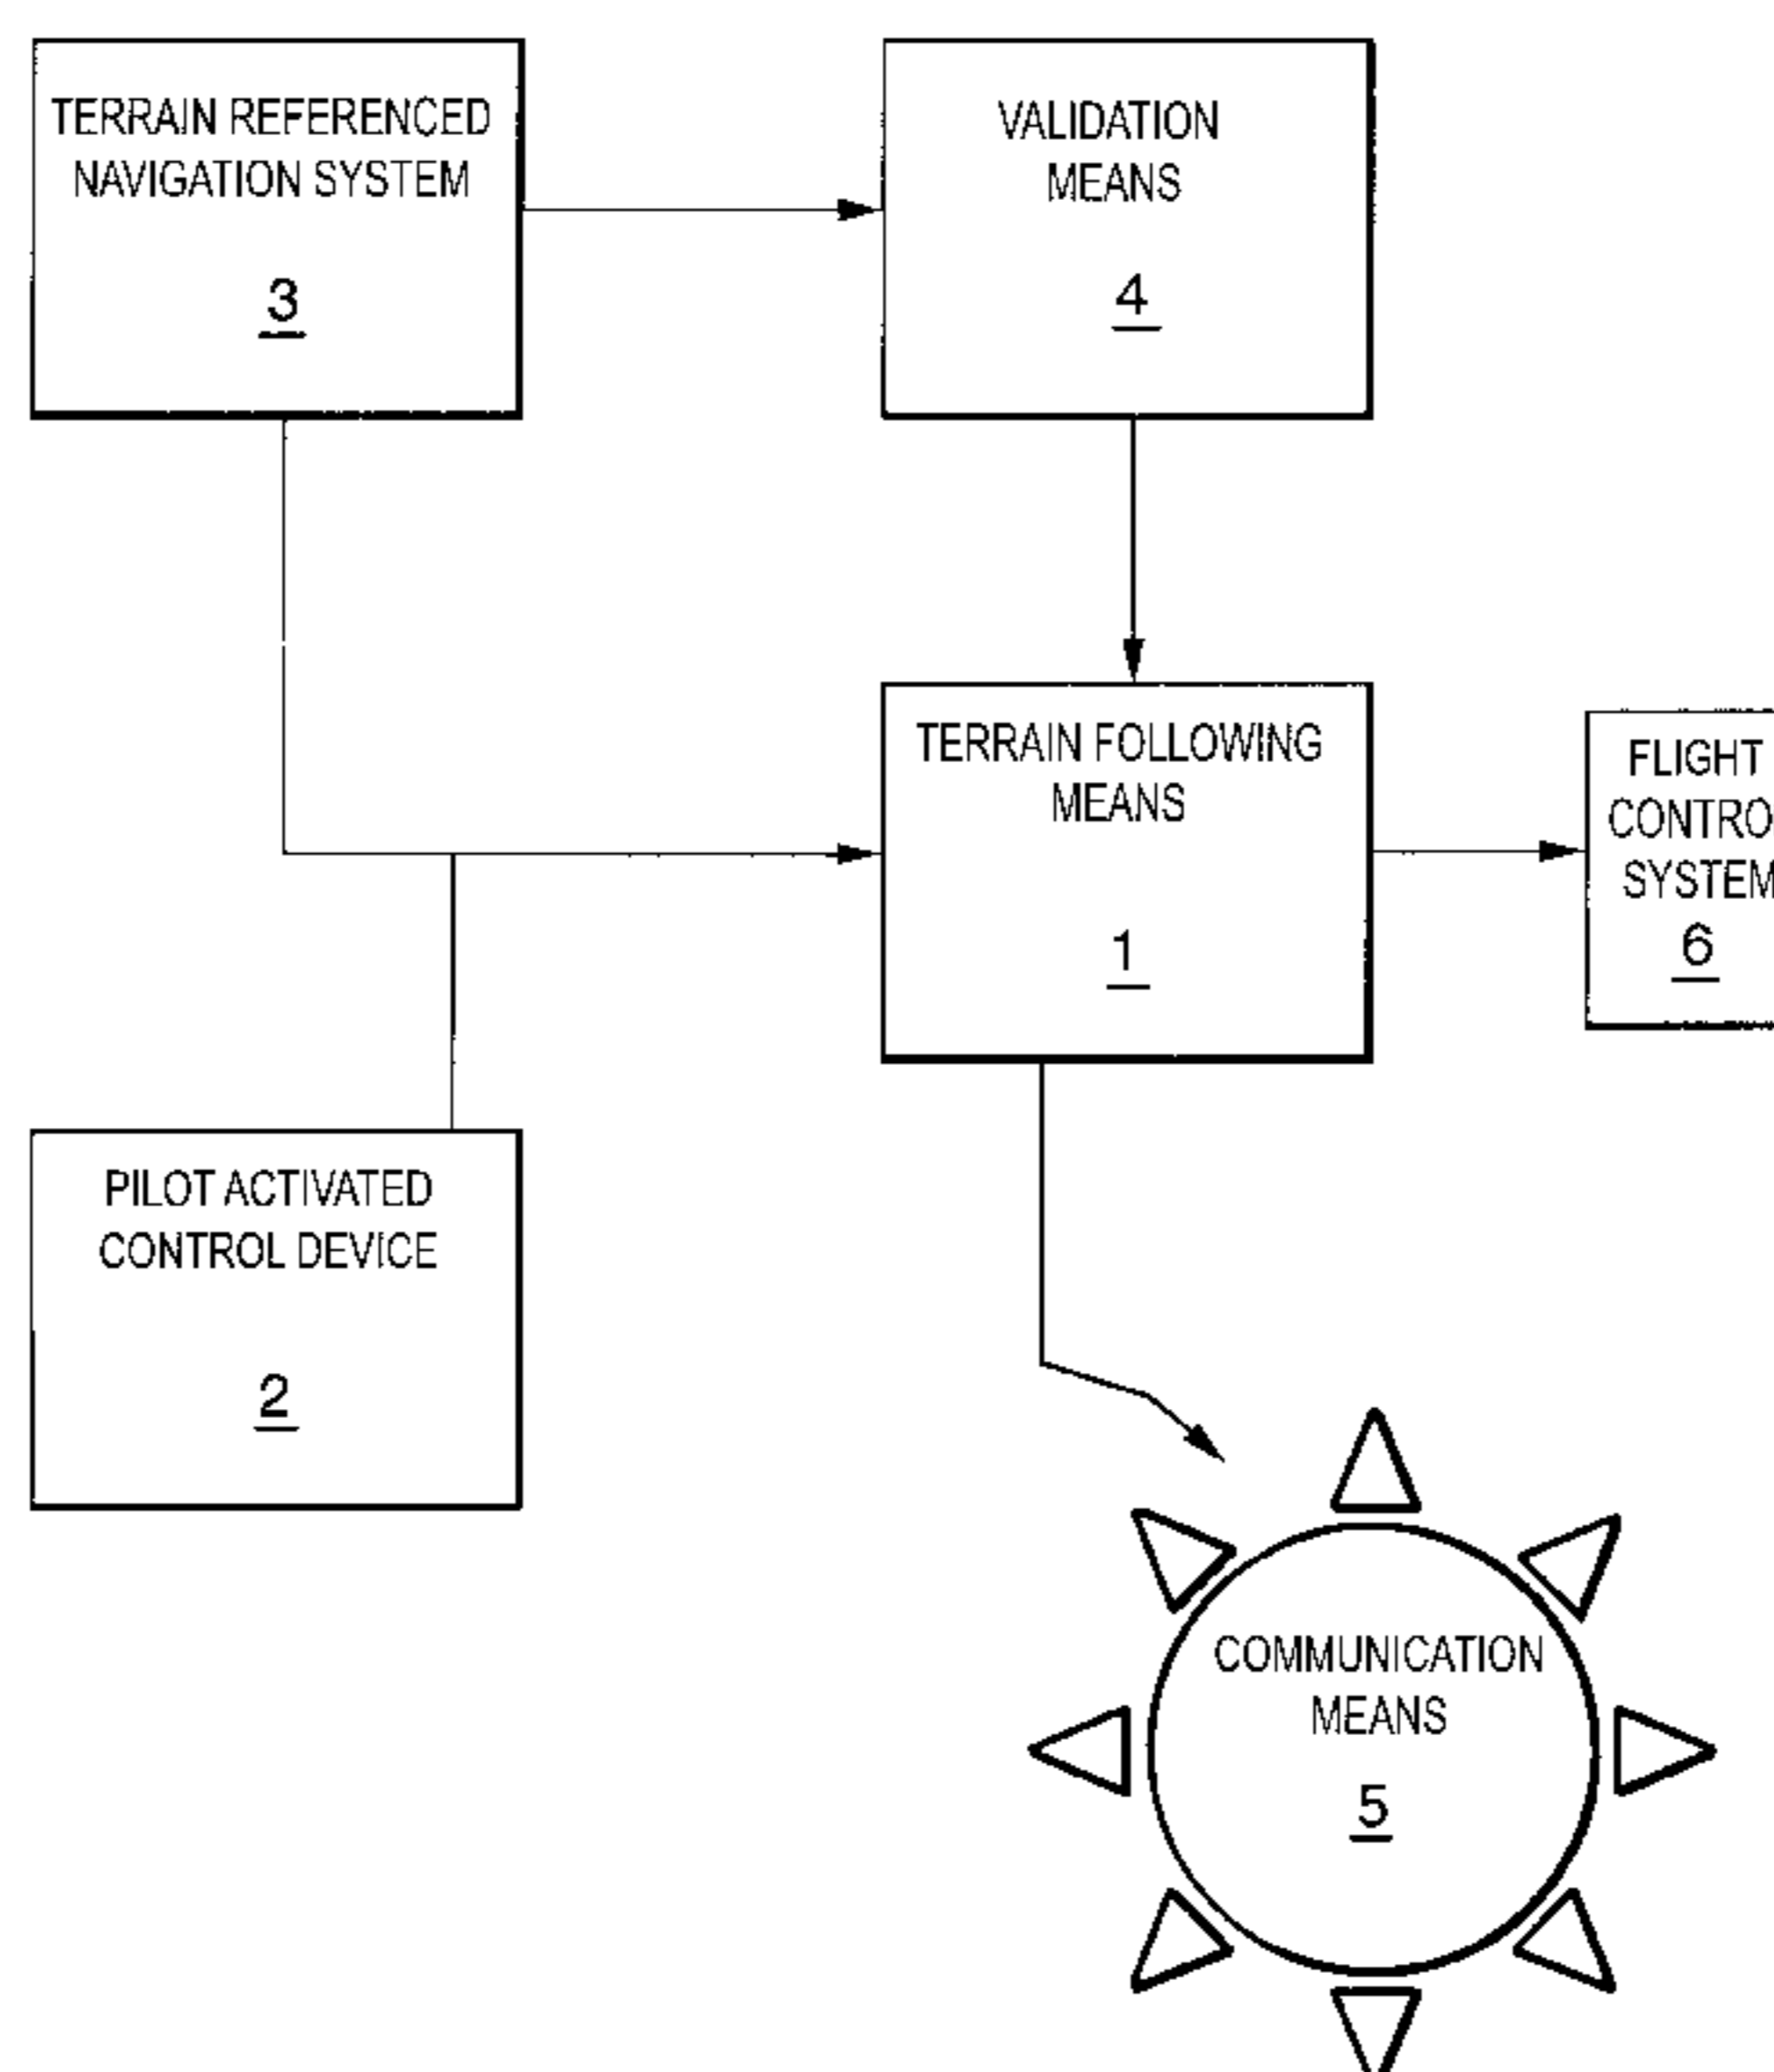 TERRAIN REFERENCED
NAVIGATION SYSTEM
3
VALIDATION
MEANS
4
TERRAIN FOLLOWING
MEANS
1
FLIGHT
CONTRO
SYSTEM
6
PILOT ACTIVATED
CONTROL DEVICE
2
COMMUNICATION
MEANS
5